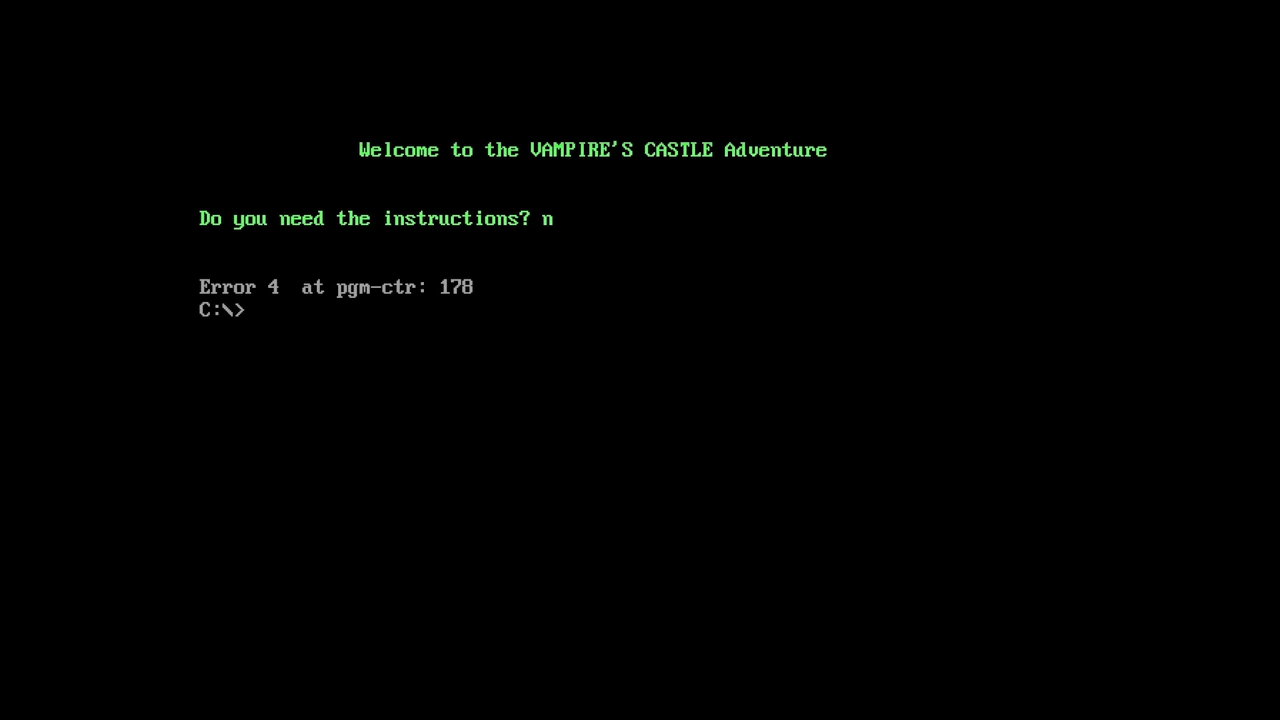 Welcome to the VAMPIRE'S CASTLE Adventure
Do you need the instructions? n
Error 4  at pgm-ctr: 178
C:\>